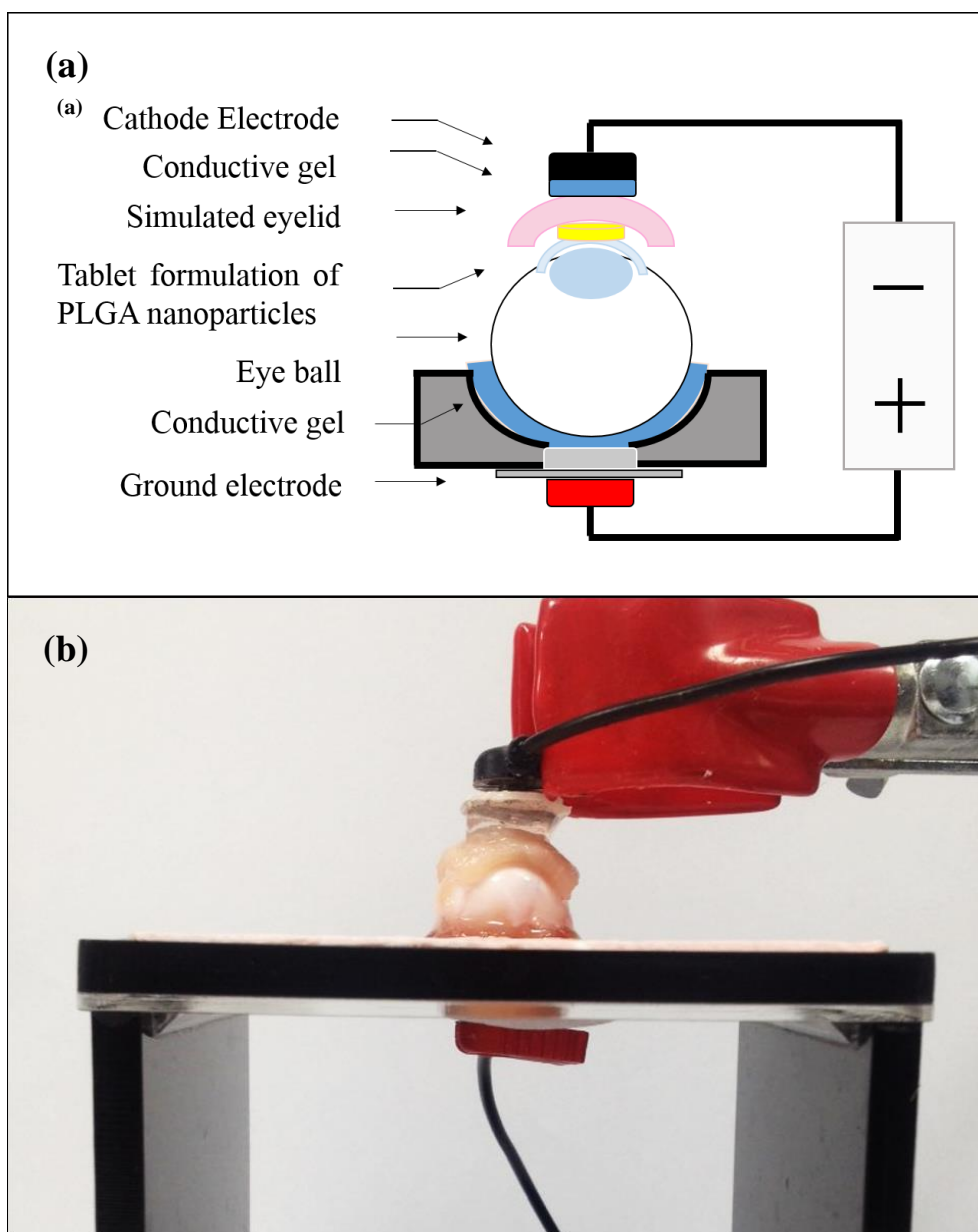 (a)
(a) Cathode Electrode
Conductive gel
Simulated eyelid
Tablet formulation of
PLGA nanoparticles
Eye ball
Conductive gel
Ground electrode
(b)